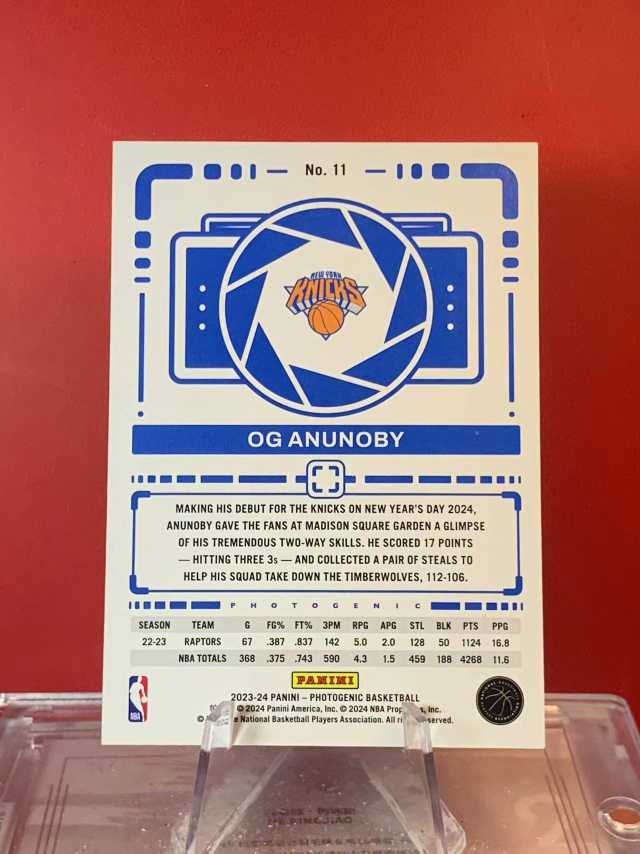 No. 11
NEW YORK
KNICKS
OG ANUNOBY
MAKING HIS DEBUT FOR THE KNICKS ON NEW YEAR'S DAY 2024,
ANUNOBY GAVE THE FANS AT MADISON SQUARE GARDEN A GLIMPSE
OF HIS TREMENDOUS TWO-WAY SKILLS. HE SCORED 17 POINTS
— HITTING THREE 3s — AND COLLECTED A PAIR OF STEALS TO
HELP HIS SQUAD TAKE DOWN THE TIMBERWOLVES, 112-106.
PHOTOGENIC
SEASON TEAM G FG% FT% 3PM RPG APG STL BLK PTS PPG
22-23 RAPTORS 67 .387 .837 142 5.0 2.0 128 50 1124 16.8
NBA TOTALS 368 .375 .743 590 4.3 1.5 459 188 4268 11.6
PANINI
2023-24 PANINI – PHOTOGENIC BASKETBALL
© 2024 Panini America, Inc. © 2024 NBA Inc.
© National Basketball Players Association. All
NBA